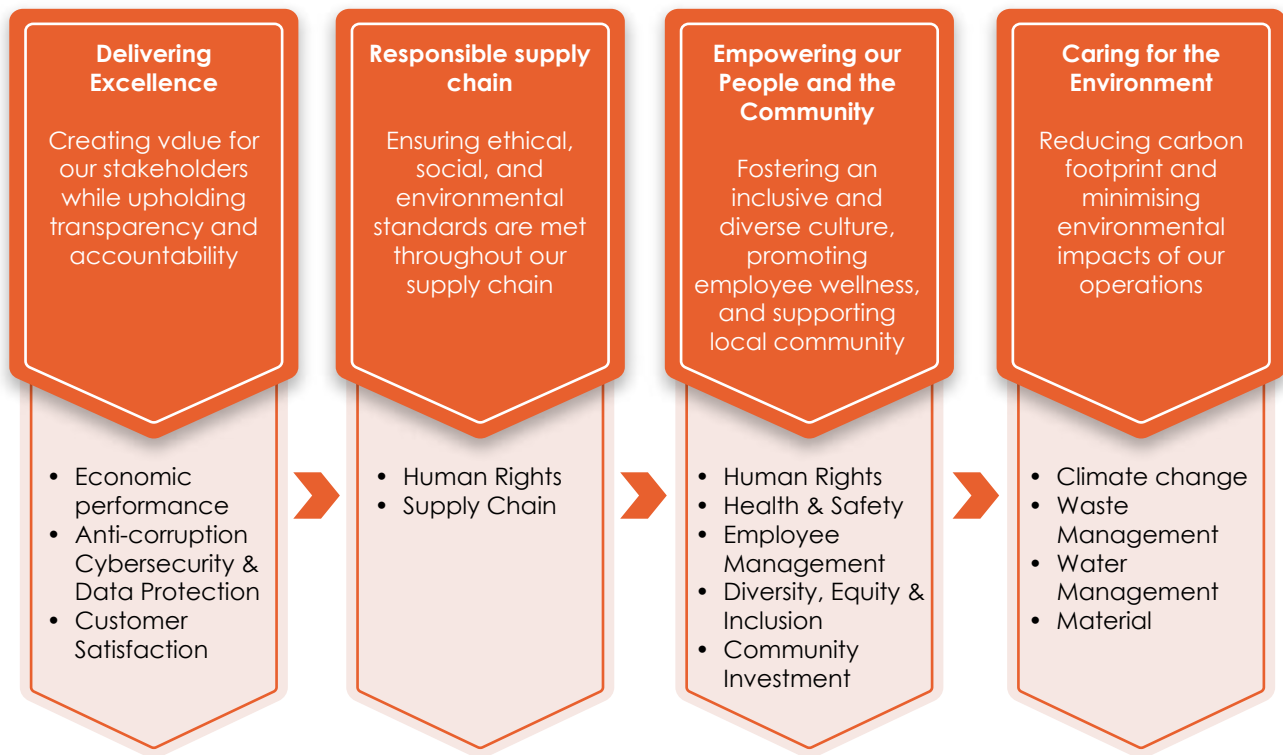 Delivering
Excellence
Creating value for
our stakeholders
while upholding
transparency and
accountability
• Economic
performance
• Anti-corruption
Cybersecurity &
Data Protection
• Customer
Satisfaction
Responsible supply
chain
Ensuring ethical,
social, and
environmental
standards are met
throughout our
supply chain
• Human Rights
• Supply Chain
Empowering our
People and the
Community
Fostering an
inclusive and
diverse culture,
promoting
employee wellness,
and supporting
local community
• Human Rights
• Health & Safety
• Employee
Management
• Diversity, Equity &
Inclusion
• Community
Investment
Caring for the
Environment
Reducing carbon
footprint and
minimising
environmental
impacts of our
operations
• Climate change
• Waste
Management
• Water
Management
• Material